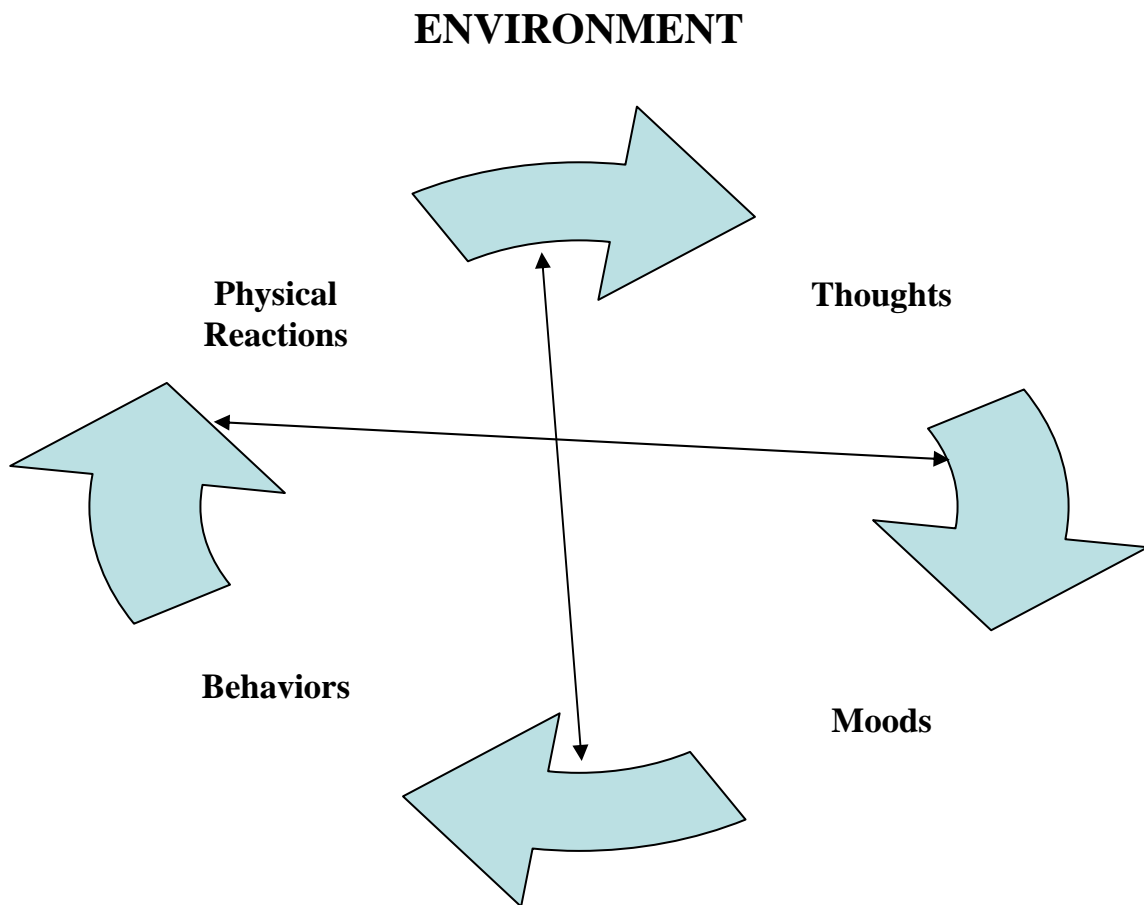 ENVIRONMENT
Physical
Reactions
Thoughts
Behaviors
Moods